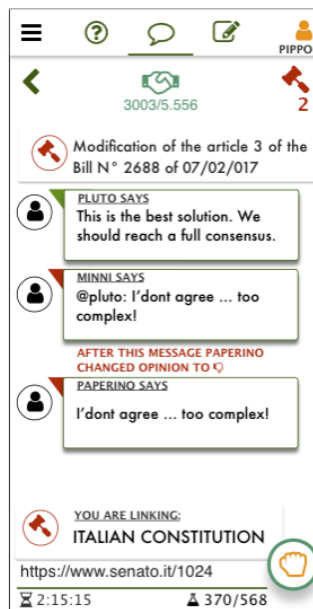 PIPPO
3003/5.556
2
Modification of the article 3 of the
Bill N° 2688 of 07/02/017
PLUTO SAYS
This is the best solution. We
should reach a full consensus.
MINNI SAYS
@pluto: I'dont agree ... too
complex!
AFTER THIS MESSAGE PAPERINO
CHANGED OPINION TO
PAPERINO SAYS
I'dont agree ... too complex!
YOU ARE LINKING:
ITALIAN CONSTITUTION
https://www.senato.it/1024
2:15:15 370/568